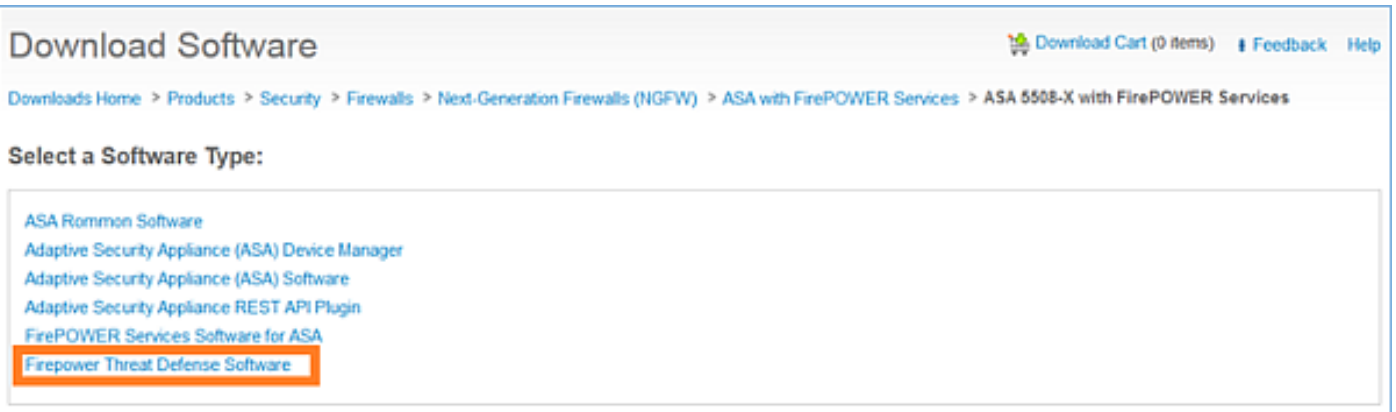 Download Software
Download Cart (0 items) Feedback Help
Downloads Home > Products > Security > Firewalls > Next-Generation Firewalls (NGFW) > ASA with FirePOWER Services > ASA 5508-X with FirePOWER Services
Select a Software Type:
ASA Rommon Software
Adaptive Security Appliance (ASA) Device Manager
Adaptive Security Appliance (ASA) Software
Adaptive Security Appliance REST API Plugin
FirePOWER Services Software for ASA
Firepower Threat Defense Software